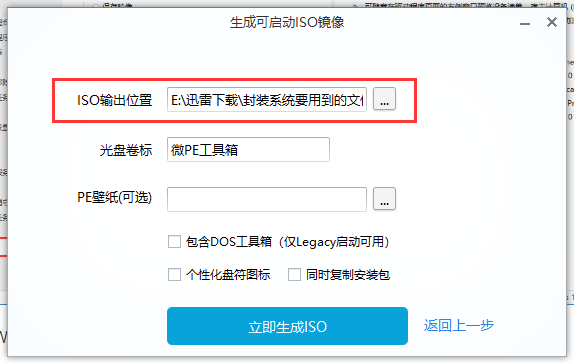 生成可启动ISO镜像
ISO输出位置 E:\迅雷下载\封装系统要用到的文 ...
光盘卷标 微PE工具箱
PE壁纸(可选) ...
包含DOS工具箱（仅Legacy启动可用）
个性化盘符图标 同时复制安装包
立即生成ISO 返回上一步